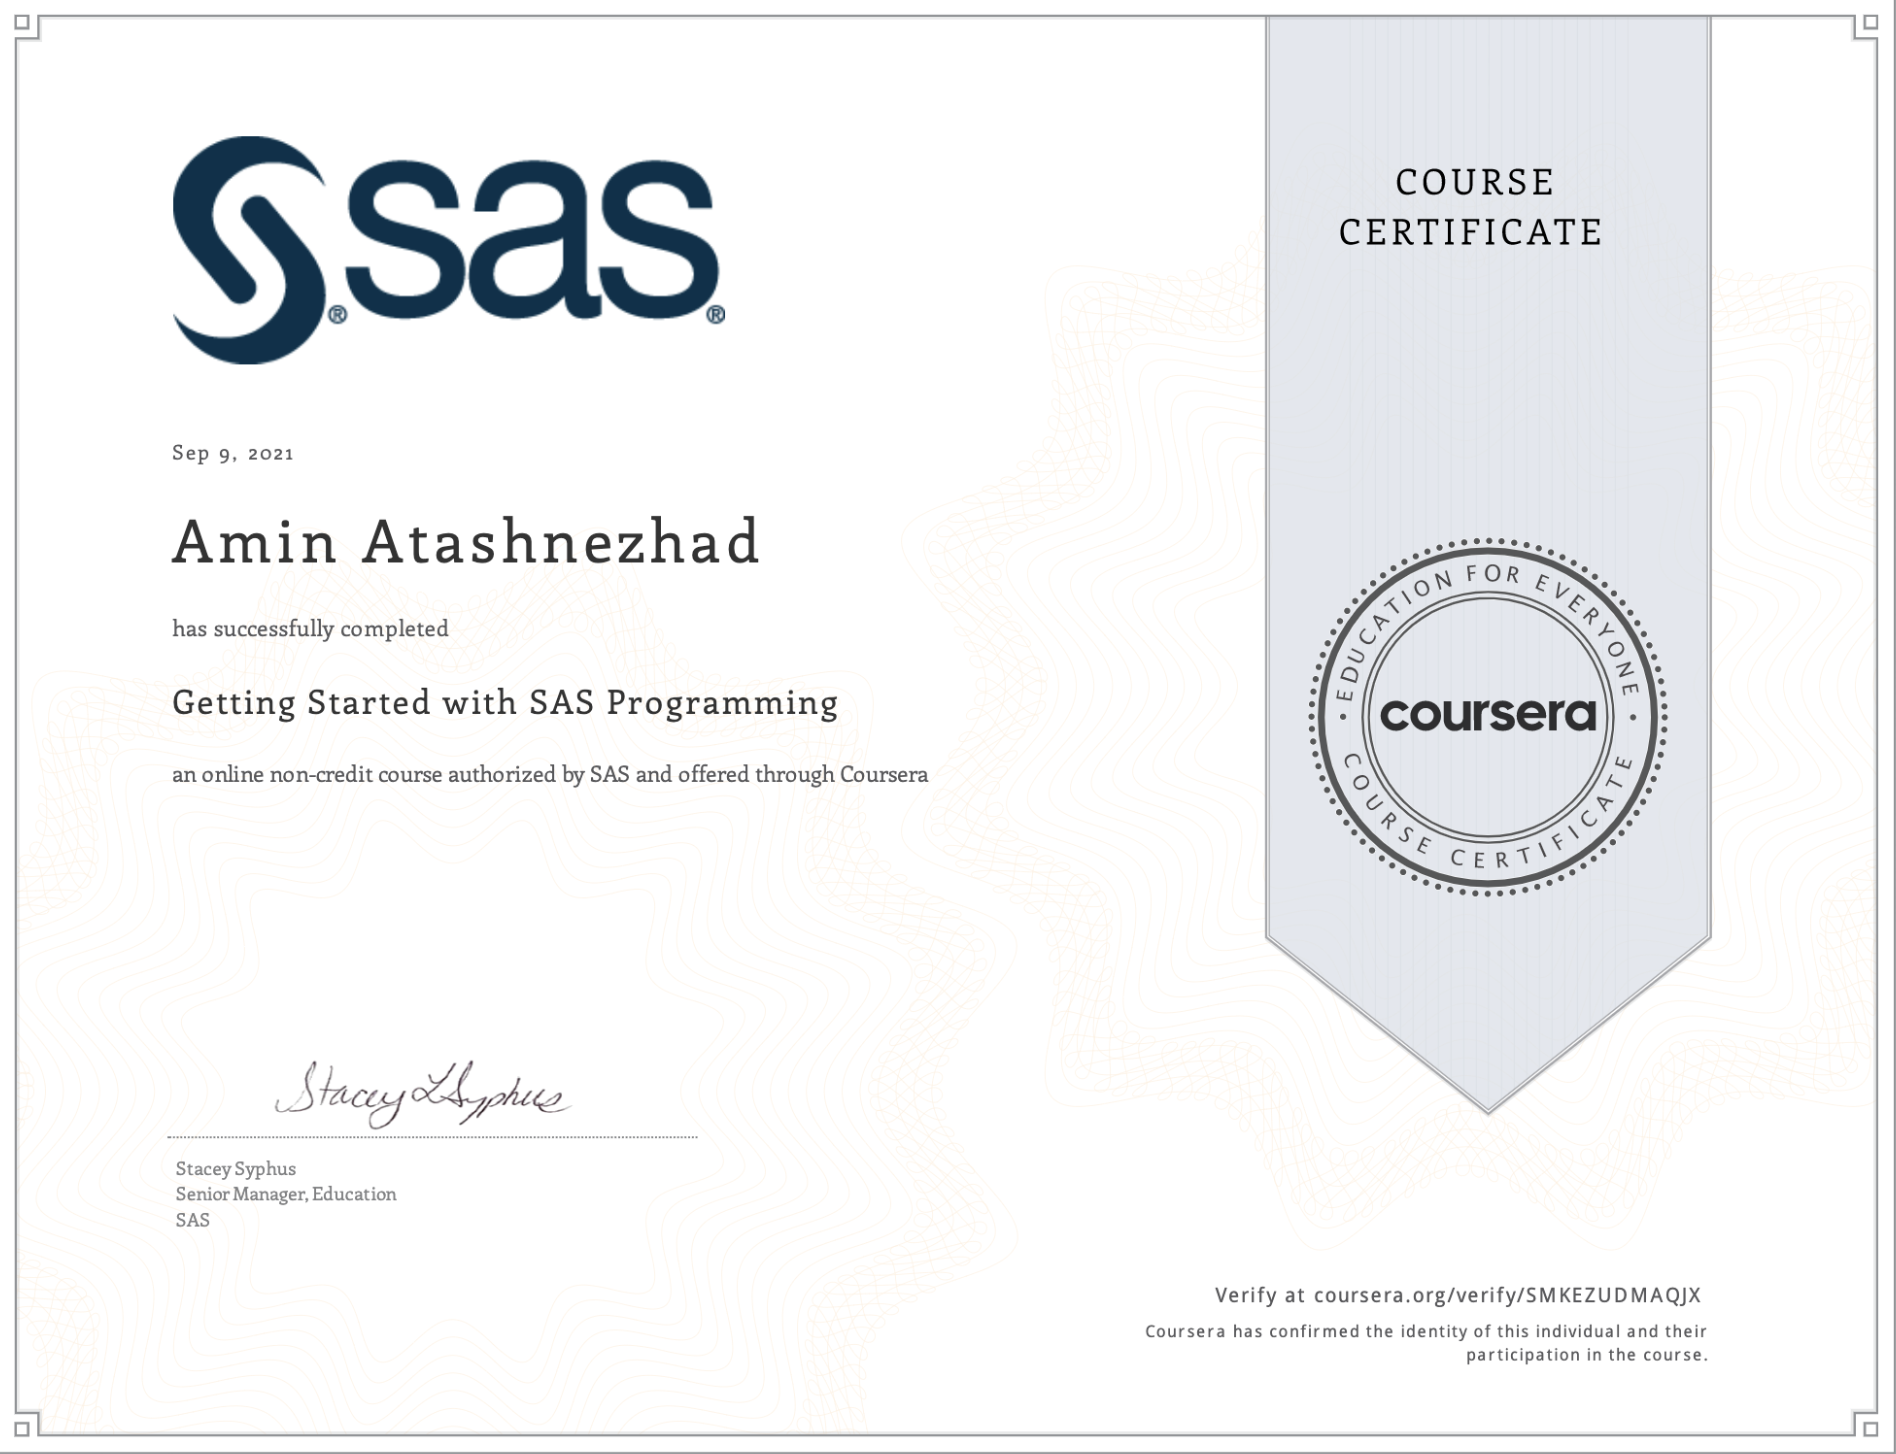 sas
®
®
COURSE
CERTIFICATE
Sep 9, 2021
Amin Atashnezhad
has successfully completed
Getting Started with SAS Programming
an online non-credit course authorized by SAS and offered through Coursera
EDUCATION FOR EVERYONE
coursera
COURSE CERTIFICATE
Stacey L Syphus
Stacey Syphus
Senior Manager, Education
SAS
Verify at coursera.org/verify/SMKEZUDMAQJX
Coursera has confirmed the identity of this individual and their
participation in the course.